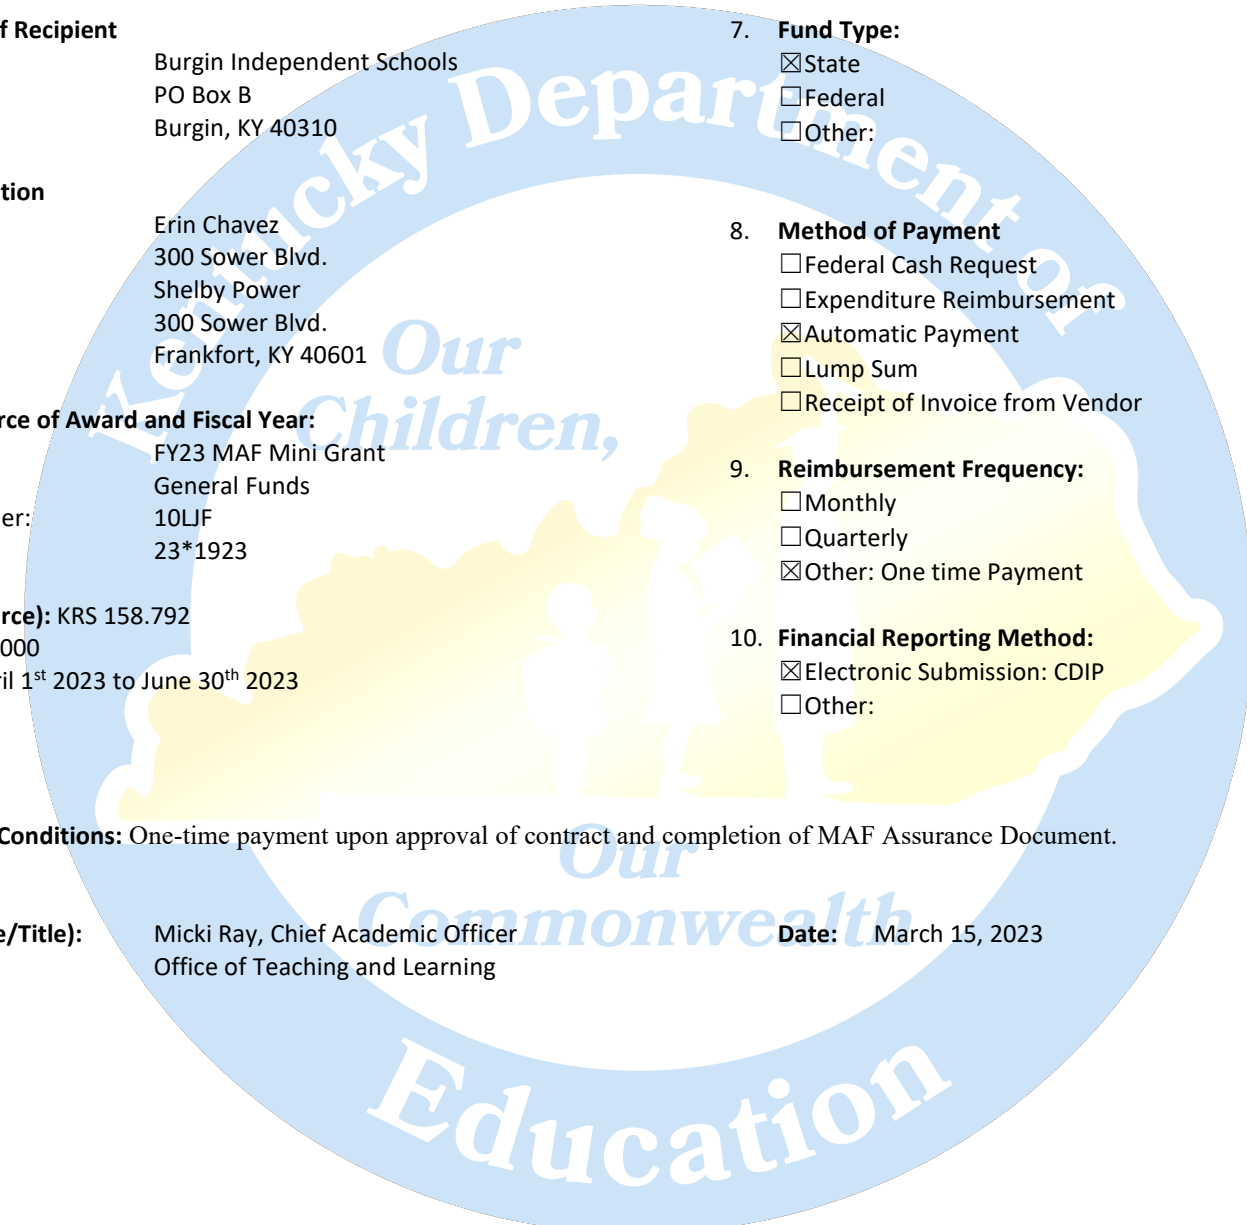 f Recipient
Burgin Independent Schools
PO Box B
Burgin, KY 40310
tion
Erin Chavez
300 Sower Blvd.
Shelby Power
300 Sower Blvd.
Frankfort, KY 40601
rce of Award and Fiscal Year:
FY23 MAF Mini Grant
General Funds
er: 10LJF
23*1923
rce): KRS 158.792
000
ril 1st 2023 to June 30th 2023
7. Fund Type:
☒State
☐Federal
☐Other:
8. Method of Payment
☐Federal Cash Request
☐Expenditure Reimbursement
☒Automatic Payment
☐Lump Sum
☐Receipt of Invoice from Vendor
9. Reimbursement Frequency:
☐Monthly
☐Quarterly
☒Other: One time Payment
10. Financial Reporting Method:
☒Electronic Submission: CDIP
☐Other:
Conditions: One-time payment upon approval of contract and completion of MAF Assurance Document.
e/Title): Micki Ray, Chief Academic Officer Date: March 15, 2023
Office of Teaching and Learning
Kentucky Department of
Education
Our
Children,
Our
Commonwealth